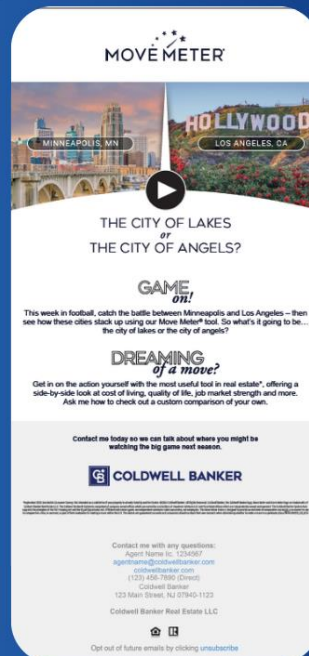 MOVE METER®
HOLLYWOOD
MINNEAPOLIS, MN
LOS ANGELES, CA
THE CITY OF LAKES
or
THE CITY OF ANGELS?
GAME
on!
This week in football, catch the battle between Minneapolis and Los Angeles – then
see how these cities stack up using our Move Meter® tool. So what's it going to be…
the city of lakes or the city of angels?
DREAMING
of a move?
Get in on the action yourself with the most useful tool in real estate*, offering a
side-by-side look at cost of living, quality of life, job market strength and more.
Ask me how to check out a custom comparison of your own.
Contact me today so we can talk about where you might be
watching the big game next season.
CB
COLDWELL BANKER
Contact me with any questions:
Agent Name lic. 1234567
agentname@coldwellbanker.com
coldwellbanker.com
(123) 456-7890 (Direct)
Coldwell Banker
123 Main Street, NJ 07940-1123
Coldwell Banker Real Estate LLC
Opt out of future emails by clicking unsubscribe